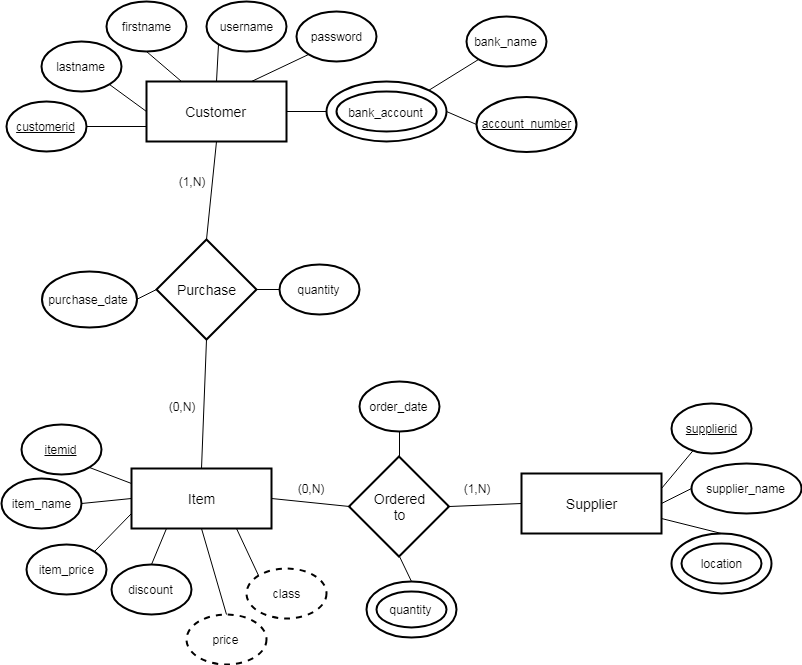 firstname
username
password
bank_name
lastname
Customer
bank_account
customerid
account_number
(1,N)
Purchase
quantity
purchase_date
(0,N)
order_date
itemid
supplierid
(0,N)
(1,N)
supplier_name
item_name
Item
Ordered
to
Supplier
item_price
location
discount
class
quantity
price